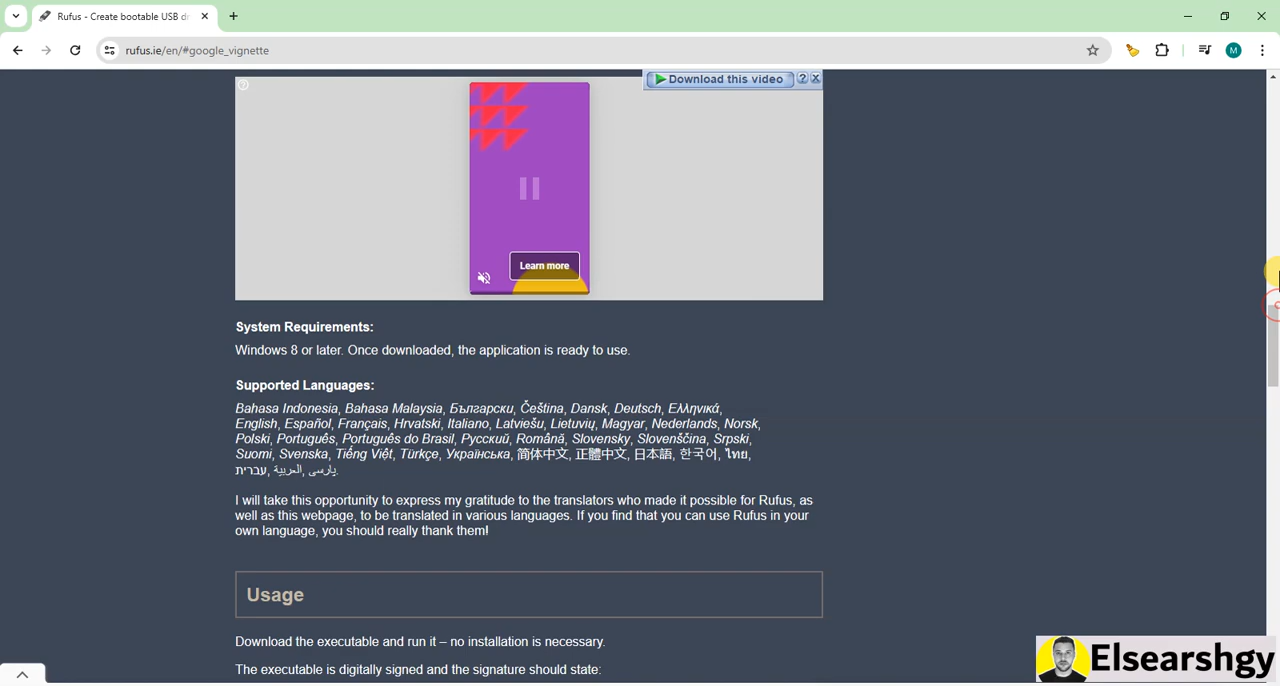 Rufus - Create bootable USB dr
rufus.ie/en/#google_vignette
M
Download this video
Learn more
System Requirements:
Windows 8 or later. Once downloaded, the application is ready to use.
Supported Languages:
Bahasa Indonesia, Bahasa Malaysia, Български, Čeština, Dansk, Deutsch, Ελληνικά,
English, Español, Français, Hrvatski, Italiano, Latviešu, Lietuvių, Magyar, Nederlands, Norsk,
Polski, Português, Português do Brasil, Русский, Română, Slovensky, Slovenščina, Srpski,
Suomi, Svenska, Tiếng Việt, Türkçe, Українська, 简体中文, 正體中文, 日本語, 한국어, ไทย,
עברית, العربية, پارسی.
I will take this opportunity to express my gratitude to the translators who made it possible for Rufus, as
well as this webpage, to be translated in various languages. If you find that you can use Rufus in your
own language, you should really thank them!
Usage
Download the executable and run it – no installation is necessary.
The executable is digitally signed and the signature should state:
Elsearshgy